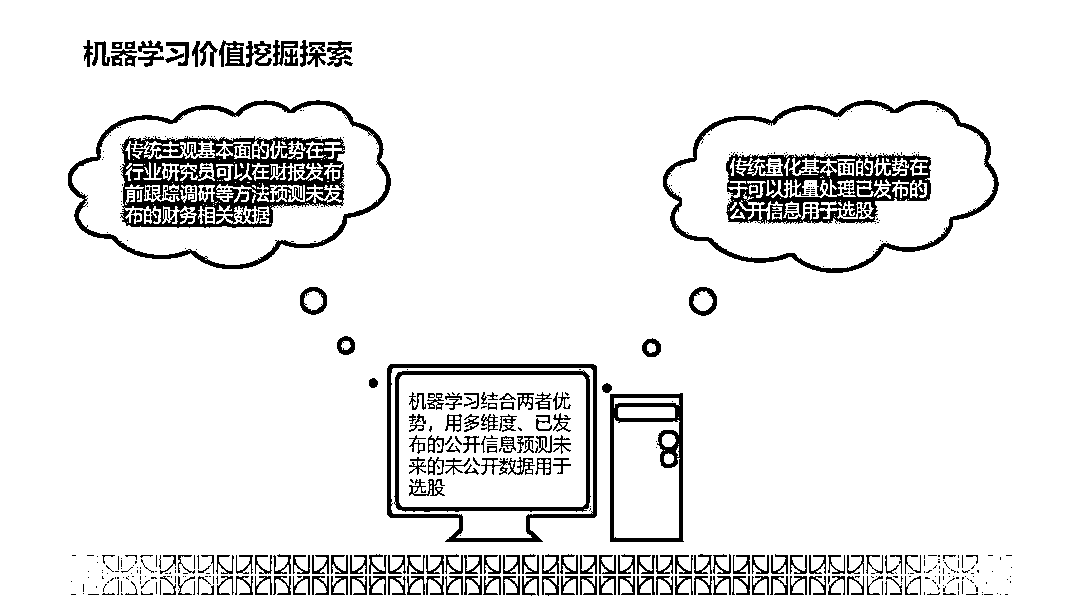 机器学习价值挖掘探索
传统主观基本面的优势在于
行业研究员可以在财报发布
前跟踪调研等方法预测未发
布的财务相关数据
传统量化基本面的优势在
于可以批量处理已发布的
公开信息用于选股
机器学习结合两者优
势，用多维度、已发
布的公开信息预测未
来的未公开数据用于
选股